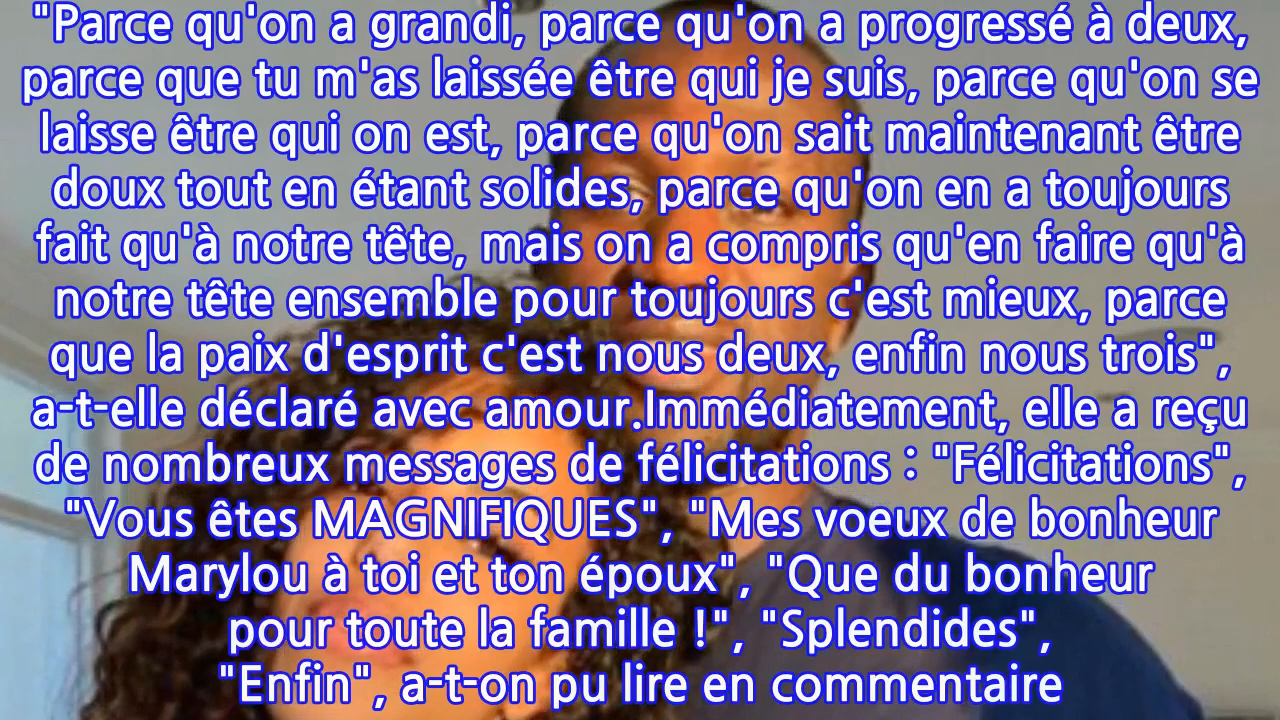 "Parce qu'on a grandi, parce qu'on a progressé à deux,
parce que tu m'as laissée être qui je suis, parce qu'on se
laisse être qui on est, parce qu'on sait maintenant être
doux tout en étant solides, parce qu'on en a toujours
fait qu'à notre tête, mais on a compris qu'en faire qu'à
notre tête ensemble pour toujours c'est mieux, parce
que la paix d'esprit c'est nous deux, enfin nous trois",
a-t-elle déclaré avec amour.Immédiatement, elle a reçu
de nombreux messages de félicitations : "Félicitations",
"Vous êtes MAGNIFIQUES", "Mes voeux de bonheur
Marylou à toi et ton époux", "Que du bonheur
pour toute la famille !", "Splendides",
"Enfin", a-t-on pu lire en commentaire